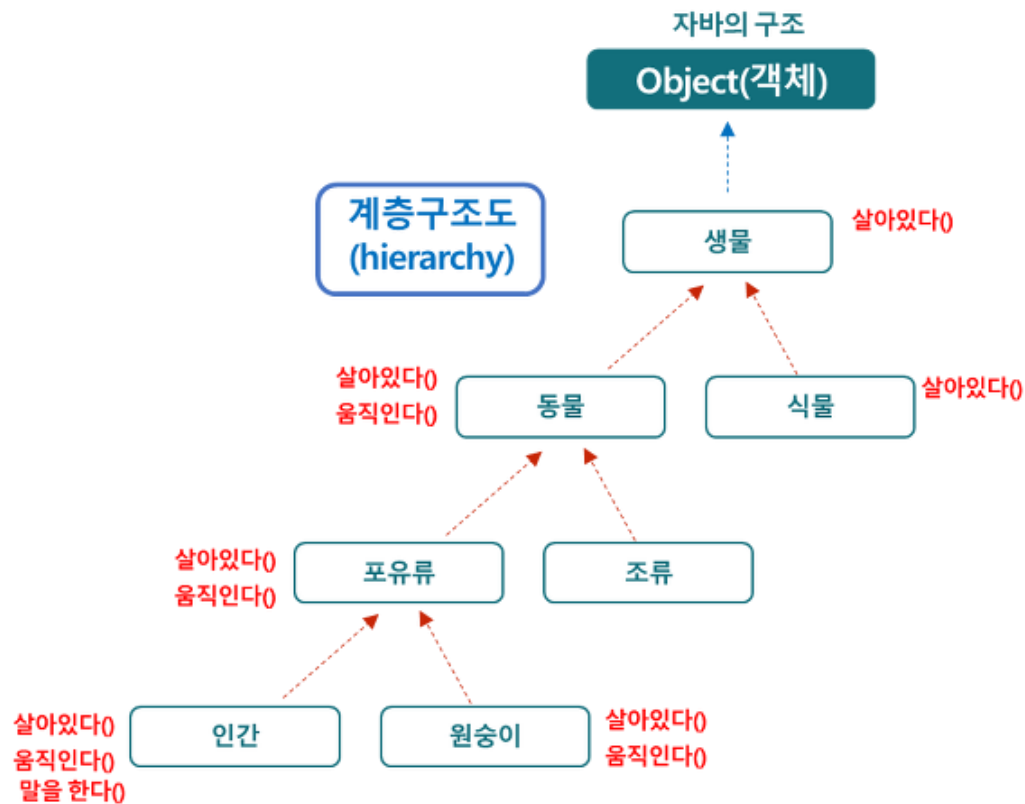 자바의 구조
Object(객체)
계층구조도
(hierarchy)
생물
살아있다()
살아있다()
움직인다()
동물
식물
살아있다()
살아있다()
움직인다()
포유류
조류
살아있다()
움직인다()
말을 한다()
인간
원숭이
살아있다()
움직인다()